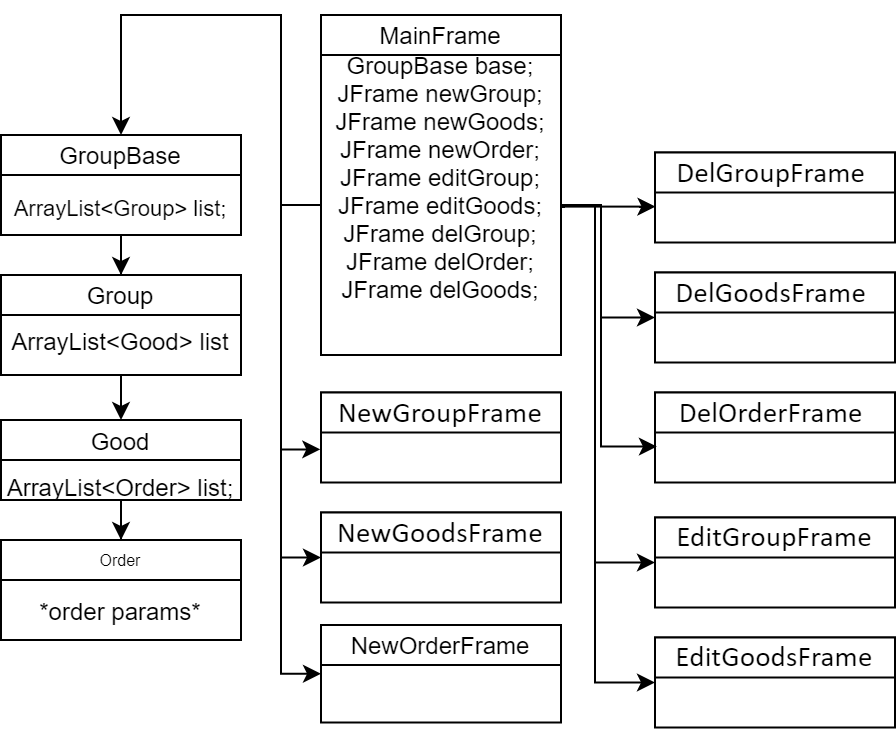 MainFrame
GroupBase base;
JFrame newGroup;
JFrame newGoods;
JFrame newOrder;
JFrame editGroup;
JFrame editGoods;
JFrame delGroup;
JFrame delOrder;
JFrame delGoods;
GroupBase
ArrayList<Group> list;
Group
ArrayList<Good> list
Good
ArrayList<Order> list;
Order
*order params*
NewGroupFrame
NewGoodsFrame
NewOrderFrame
DelGroupFrame
DelGoodsFrame
DelOrderFrame
EditGroupFrame
EditGoodsFrame